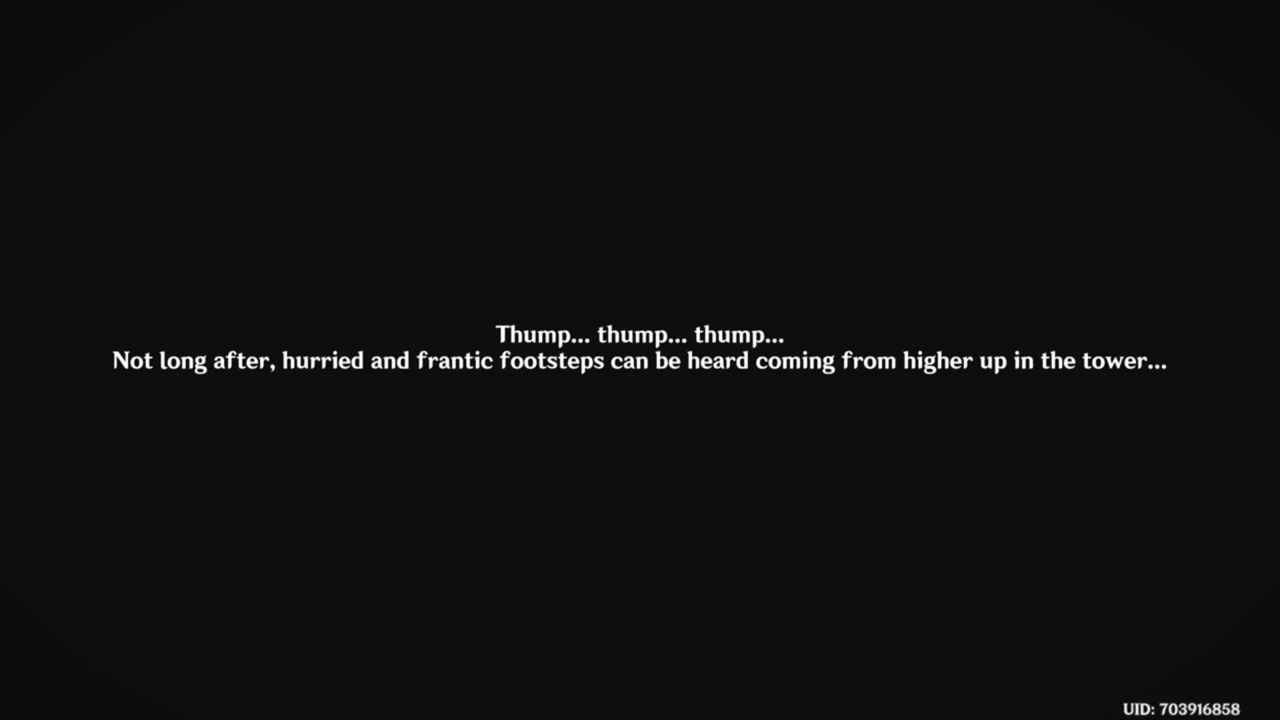 Thump... thump... thump...
Not long after, hurried and frantic footsteps can be heard coming from higher up in the tower...
UID: 703916858